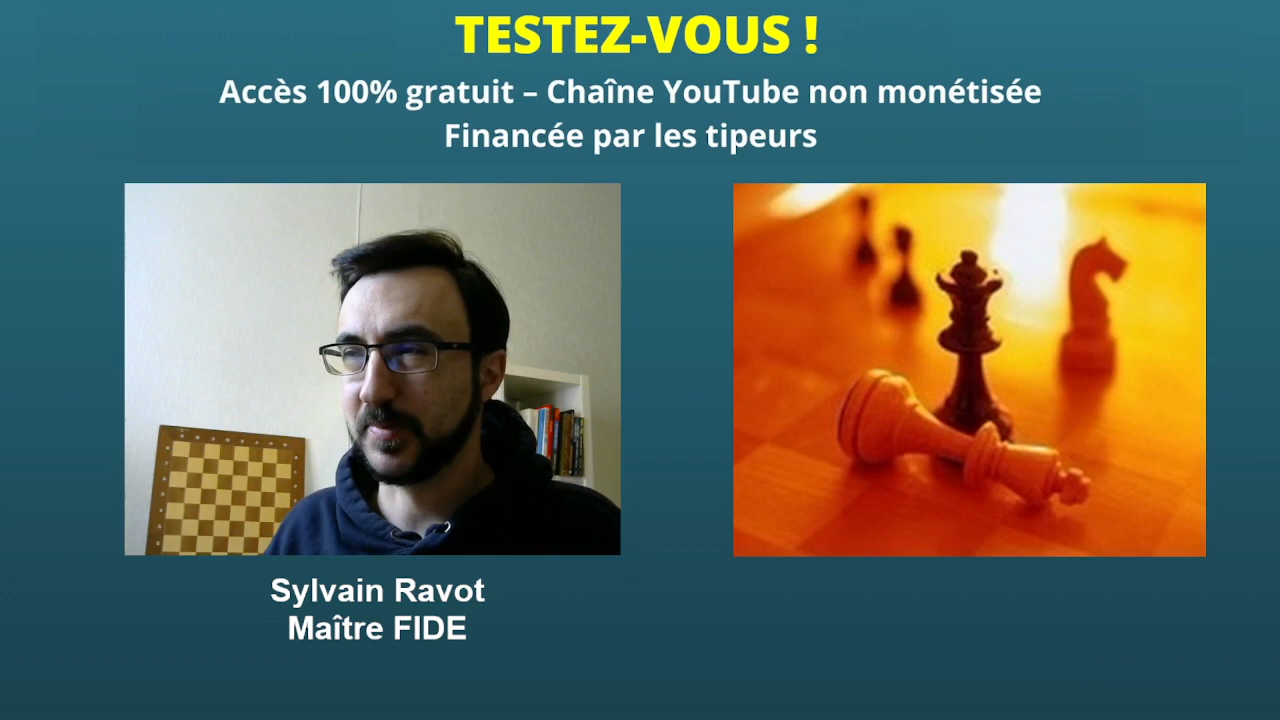 TESTEZ-VOUS !
Accès 100% gratuit – Chaîne YouTube non monétisée
Financée par les tipeurs
Sylvain Ravot
Maître FIDE